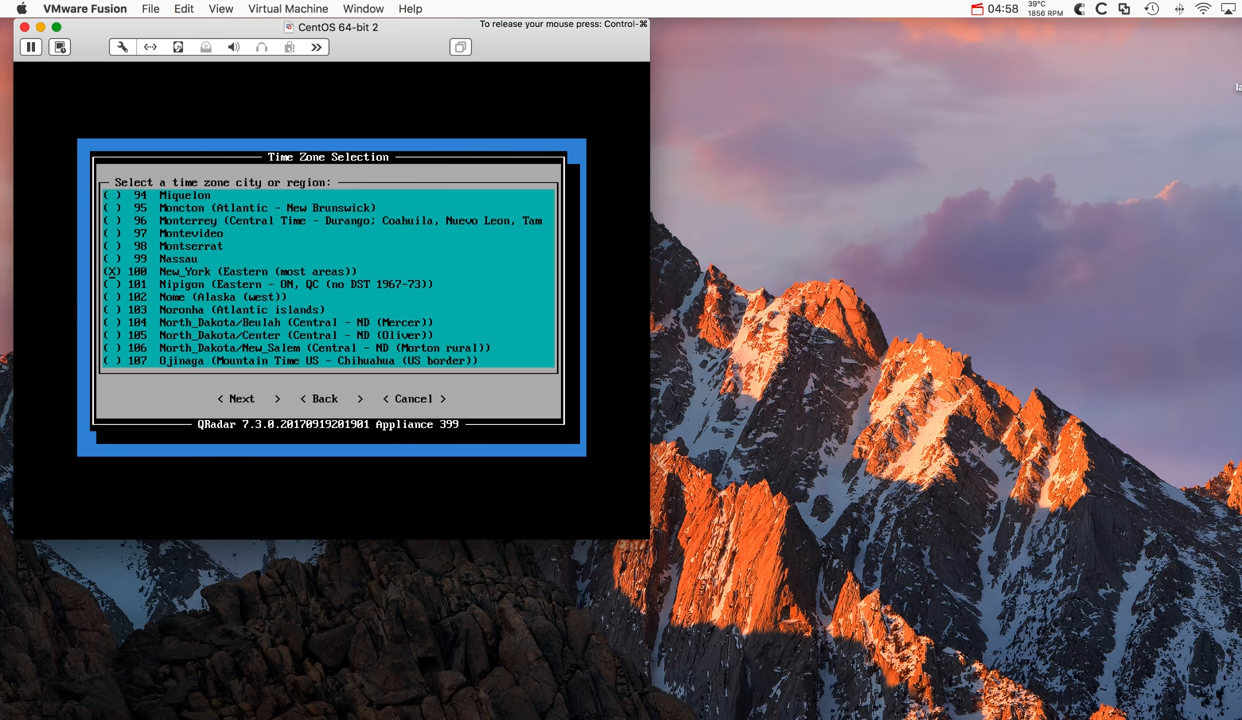 VMware Fusion File Edit View Virtual Machine Window Help
04:58 39°C 1856 RPM
CentOS 64-bit 2
To release your mouse press: Control-⌘
Time Zone Selection
Select a time zone city or region:
( ) 94 Miquelon
( ) 95 Moncton (Atlantic - New Brunswick)
( ) 96 Monterrey (Central Time - Durango; Coahuila, Nuevo Leon, Tam
( ) 97 Montevideo
( ) 98 Montserrat
( ) 99 Nassau
(X) 100 New_York (Eastern (most areas))
( ) 101 Nipigon (Eastern - ON, QC (no DST 1967-73))
( ) 102 Nome (Alaska (west))
( ) 103 Noronha (Atlantic islands)
( ) 104 North_Dakota/Beulah (Central - ND (Mercer))
( ) 105 North_Dakota/Center (Central - ND (Oliver))
( ) 106 North_Dakota/New_Salem (Central - ND (Morton rural))
( ) 107 Ojinaga (Mountain Time US - Chihuahua (US border))
< Next > < Back > < Cancel >
QRadar 7.3.0.20170919201901 Appliance 399